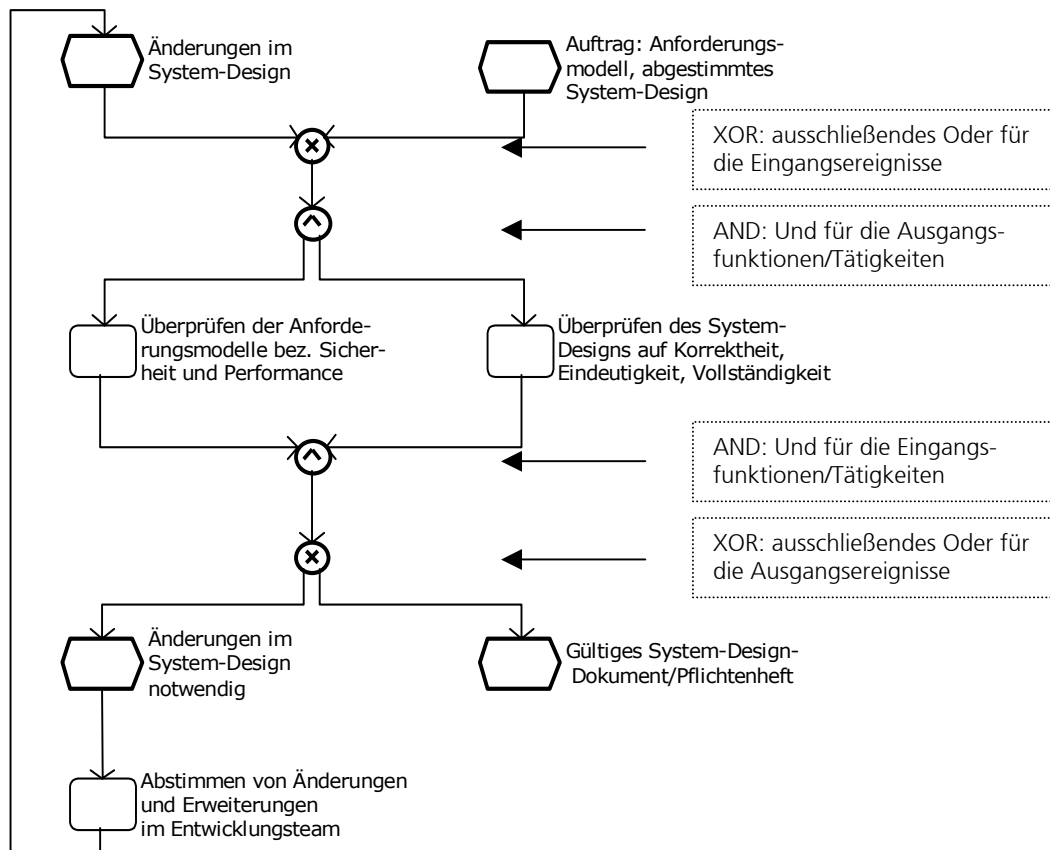 Änderungen im
System-Design
Auftrag: Anforderungs-
modell, abgestimmtes
System-Design
XOR: ausschließendes Oder für
die Eingangsereignisse
AND: Und für die Ausgangs-
funktionen/Tätigkeiten
Überprüfen der Anforde-
rungsmodelle bez. Sicher-
heit und Performance
Überprüfen des System-
Designs auf Korrektheit,
Eindeutigkeit, Vollständigkeit
AND: Und für die Eingangs-
funktionen/Tätigkeiten
XOR: ausschließendes Oder für
die Ausgangsereignisse
Änderungen im
System-Design
notwendig
Gültiges System-Design-
Dokument/Pflichtenheft
Abstimmen von Änderungen
und Erweiterungen
im Entwicklungsteam